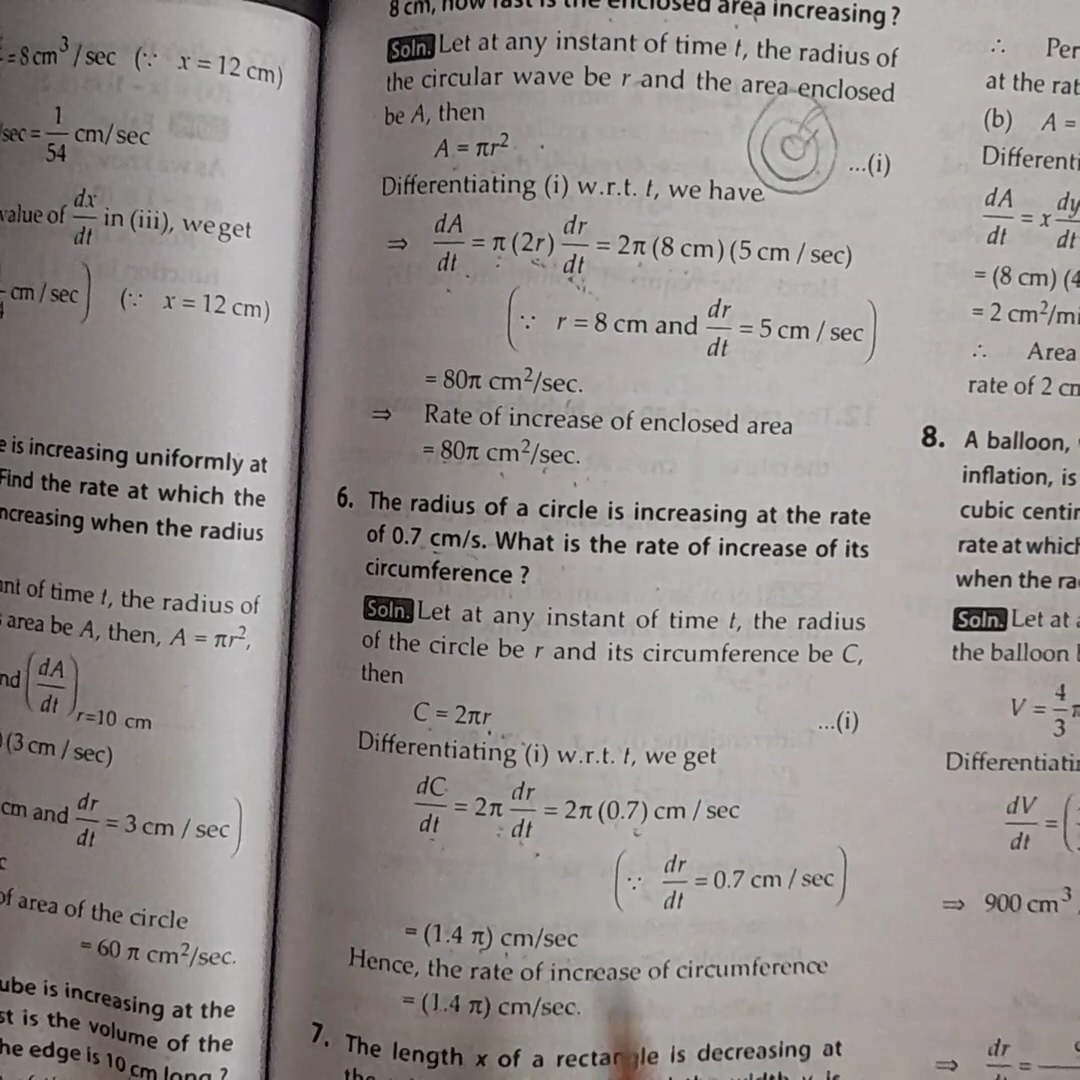 = 8 cm³ / sec (∵ x = 12 cm)
sec = 1/54 cm/sec
value of dx/dt in (iii), we get
cm / sec) (∵ x = 12 cm)
is increasing uniformly at
Find the rate at which the
increasing when the radius
of time t, the radius of
area be A, then, A = πr²,
(dA/dt)r=10 cm
(3 cm / sec)
cm and dr/dt = 3 cm / sec)
of area of the circle
= 60 π cm²/sec.
is increasing at the
is the volume of the
edge is 10 cm long ?
8 cm, how fast is the enclosed area increasing ?
Soln. Let at any instant of time t, the radius of
the circular wave be r and the area enclosed
be A, then
A = πr² ...(i)
Differentiating (i) w.r.t. t, we have
⇒ dA/dt = π (2r) dr/dt = 2π (8 cm) (5 cm / sec)
(∵ r = 8 cm and dr/dt = 5 cm / sec)
= 80π cm²/sec.
⇒ Rate of increase of enclosed area
= 80π cm²/sec.
6. The radius of a circle is increasing at the rate
of 0.7 cm/s. What is the rate of increase of its
circumference ?
Soln. Let at any instant of time t, the radius
of the circle be r and its circumference be C,
then
C = 2πr ...(i)
Differentiating (i) w.r.t. t, we get
dC/dt = 2π dr/dt = 2π (0.7) cm / sec
(∵ dr/dt = 0.7 cm / sec)
= (1.4 π) cm/sec
Hence, the rate of increase of circumference
= (1.4 π) cm/sec.
7. The length x of a rectangle is decreasing at
∴ Per
at the rat
(b) A =
Differenti
dA/dt = x dy/dt
= (8 cm) (4
= 2 cm²/mi
∴ Area
rate of 2 cm
8. A balloon,
inflation, is
cubic centir
rate at which
when the ra
Soln. Let at a
the balloon
V = 4/3 π
Differentiatin
dV/dt = (
⇒ 900 cm³
⇒ dr